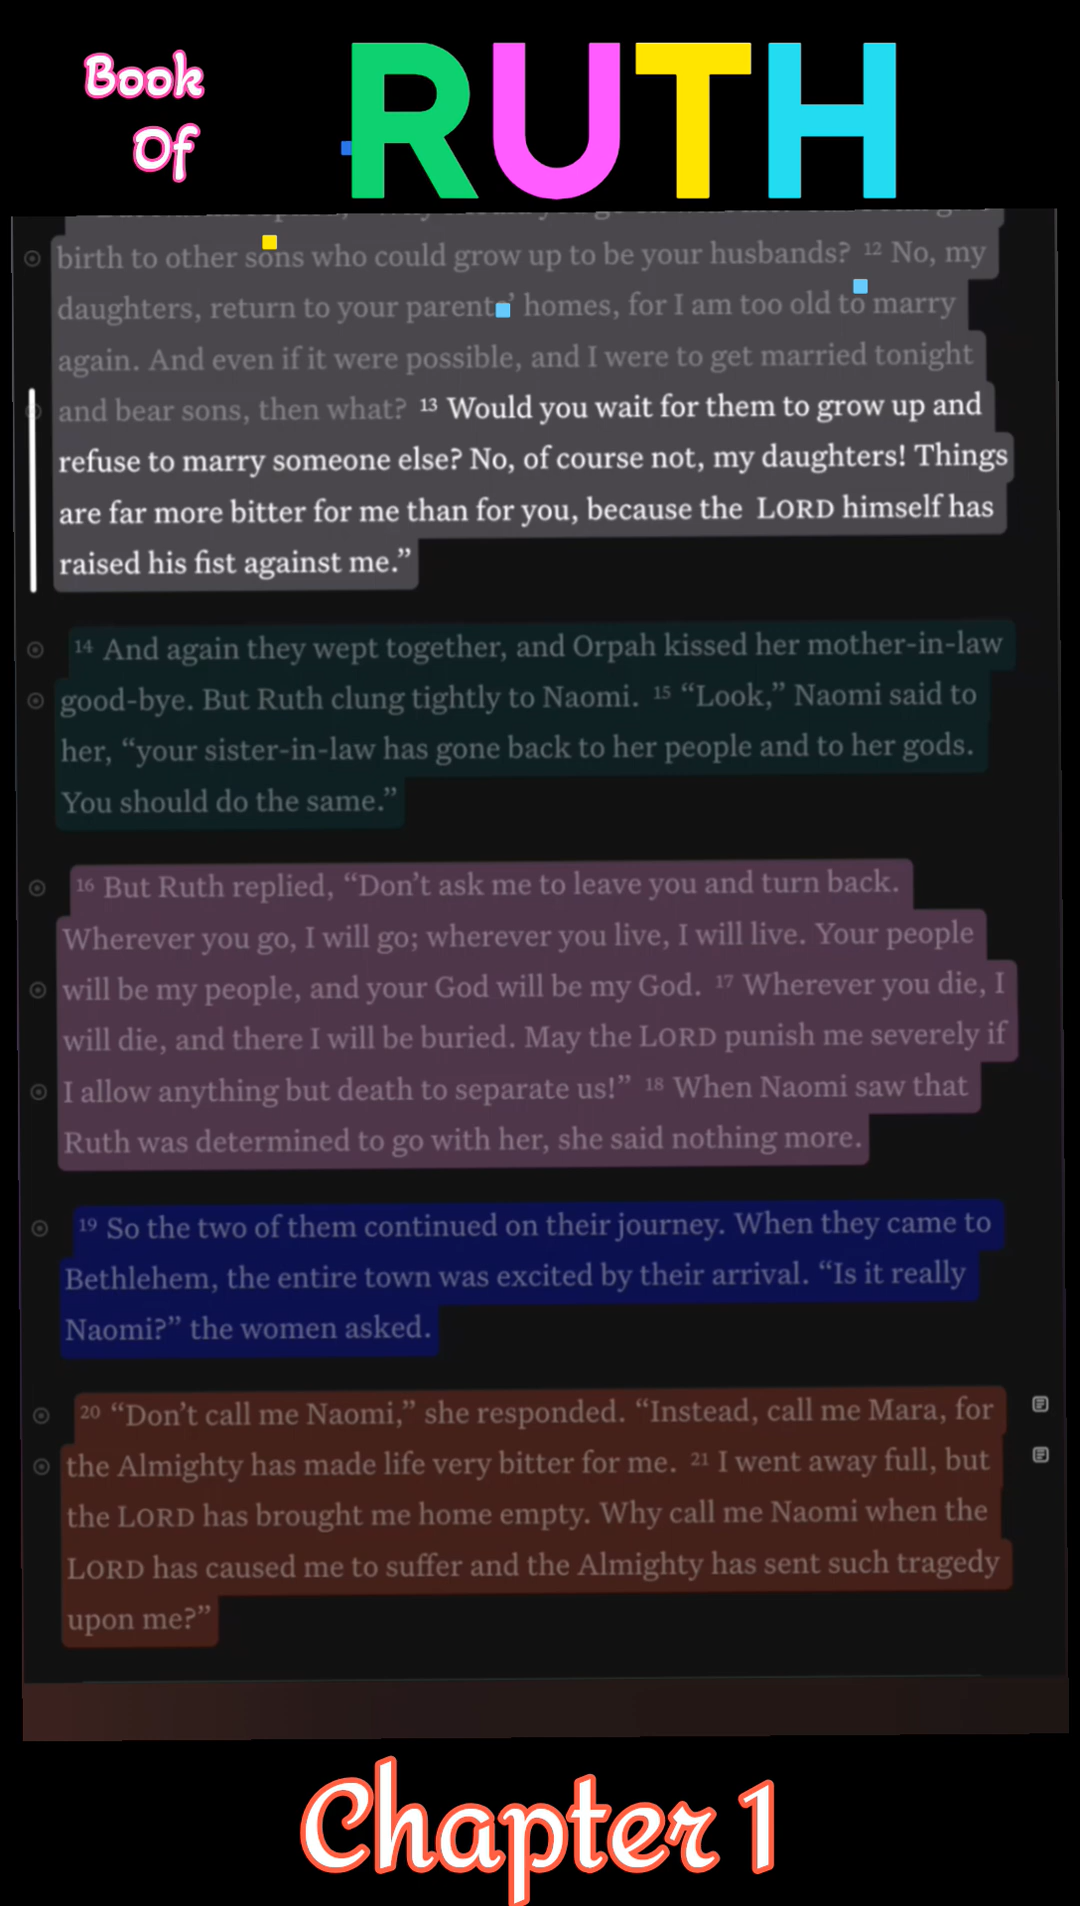 Book
Of
RUTH
birth to other sons who could grow up to be your husbands? 12 No, my
daughters, return to your parents’ homes, for I am too old to marry
again. And even if it were possible, and I were to get married tonight
and bear sons, then what? 13 Would you wait for them to grow up and
refuse to marry someone else? No, of course not, my daughters! Things
are far more bitter for me than for you, because the LORD himself has
raised his fist against me.”
14 And again they wept together, and Orpah kissed her mother-in-law
good-bye. But Ruth clung tightly to Naomi. 15 “Look,” Naomi said to
her, “your sister-in-law has gone back to her people and to her gods.
You should do the same.”
16 But Ruth replied, “Don’t ask me to leave you and turn back.
Wherever you go, I will go; wherever you live, I will live. Your people
will be my people, and your God will be my God. 17 Wherever you die, I
will die, and there I will be buried. May the LORD punish me severely if
I allow anything but death to separate us!” 18 When Naomi saw that
Ruth was determined to go with her, she said nothing more.
19 So the two of them continued on their journey. When they came to
Bethlehem, the entire town was excited by their arrival. “Is it really
Naomi?” the women asked.
20 “Don’t call me Naomi,” she responded. “Instead, call me Mara, for
the Almighty has made life very bitter for me. 21 I went away full, but
the LORD has brought me home empty. Why call me Naomi when the
LORD has caused me to suffer and the Almighty has sent such tragedy
upon me?”
Chapter 1